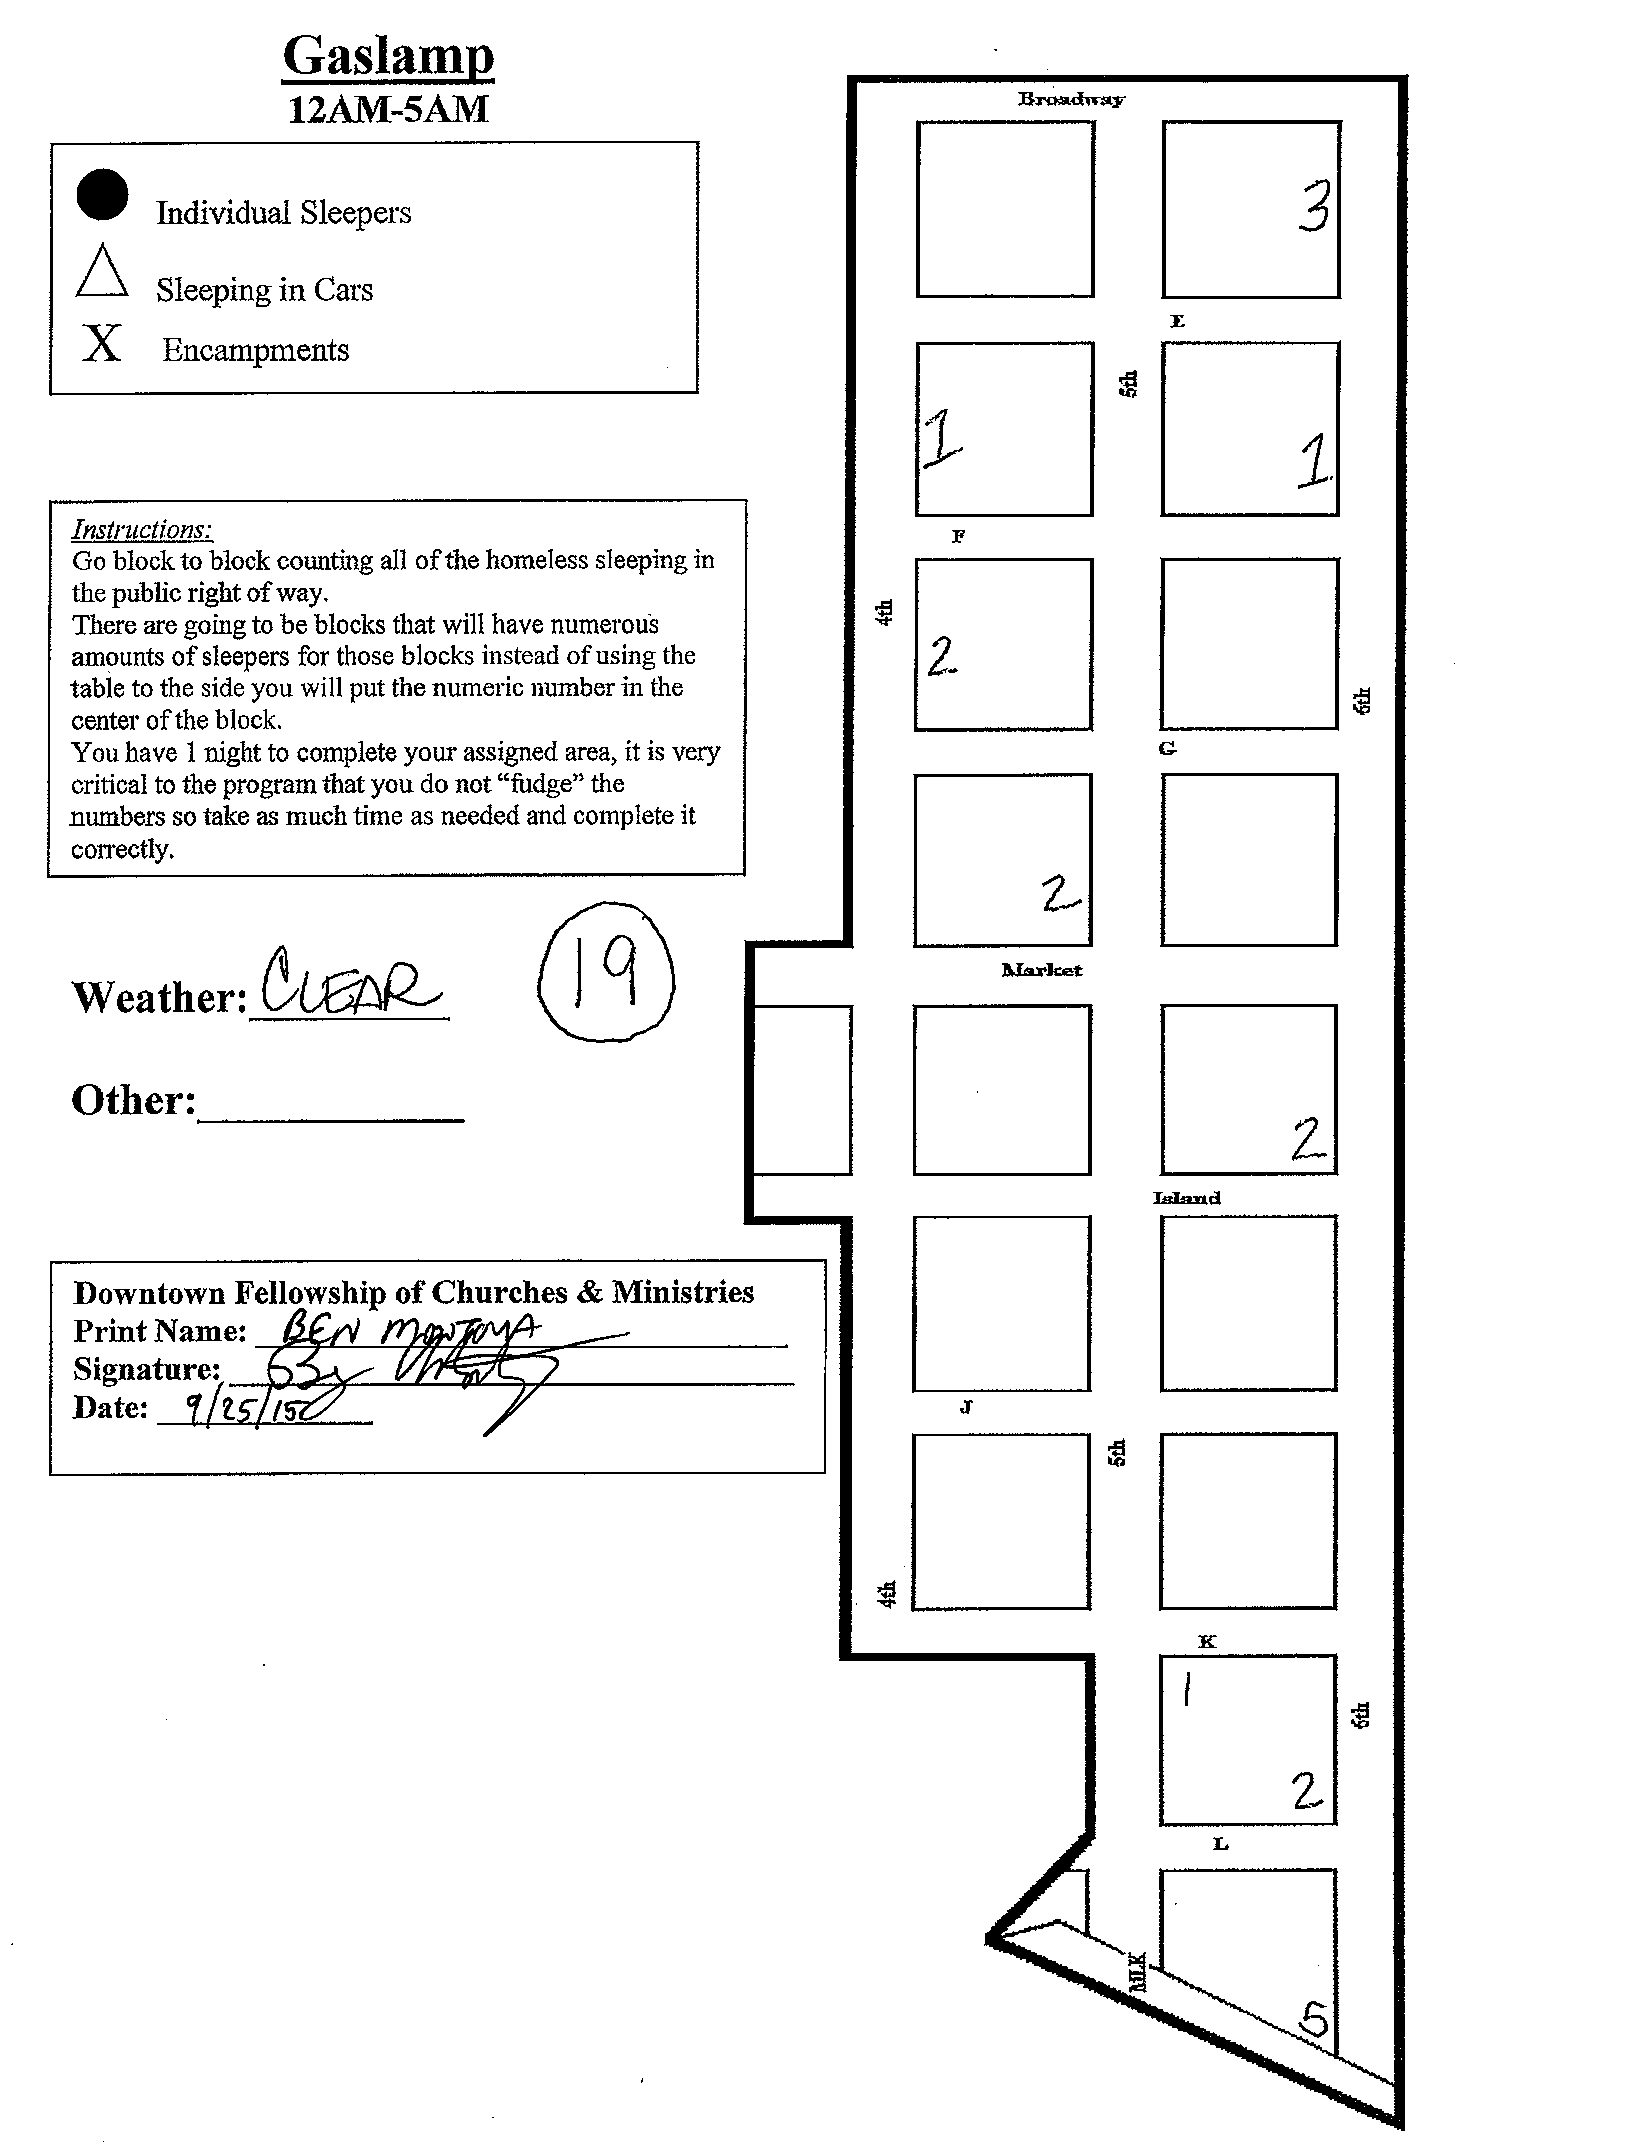 Gaslamp
12AM-5AM
Individual Sleepers
Sleeping in Cars
X Encampments
Instructions:
Go block to block counting all of the homeless sleeping in
the public right of way.
There are going to be blocks that will have numerous
amounts of sleepers for those blocks instead of using the
table to the side you will put the numeric number in the
center of the block.
You have 1 night to complete your assigned area, it is very
critical to the program that you do not “fudge” the
numbers so take as much time as needed and complete it
correctly.
Weather: CLEAR
19
Other:
Downtown Fellowship of Churches & Ministries
Print Name: BEN MONTOYA
Signature:
Date: 9/25/15
Broadway
3
E
5th
1
1
F
4th
2
6th
G
2
Market
2
Island
J
5th
4th
K
1
6th
2
L
MLK
5